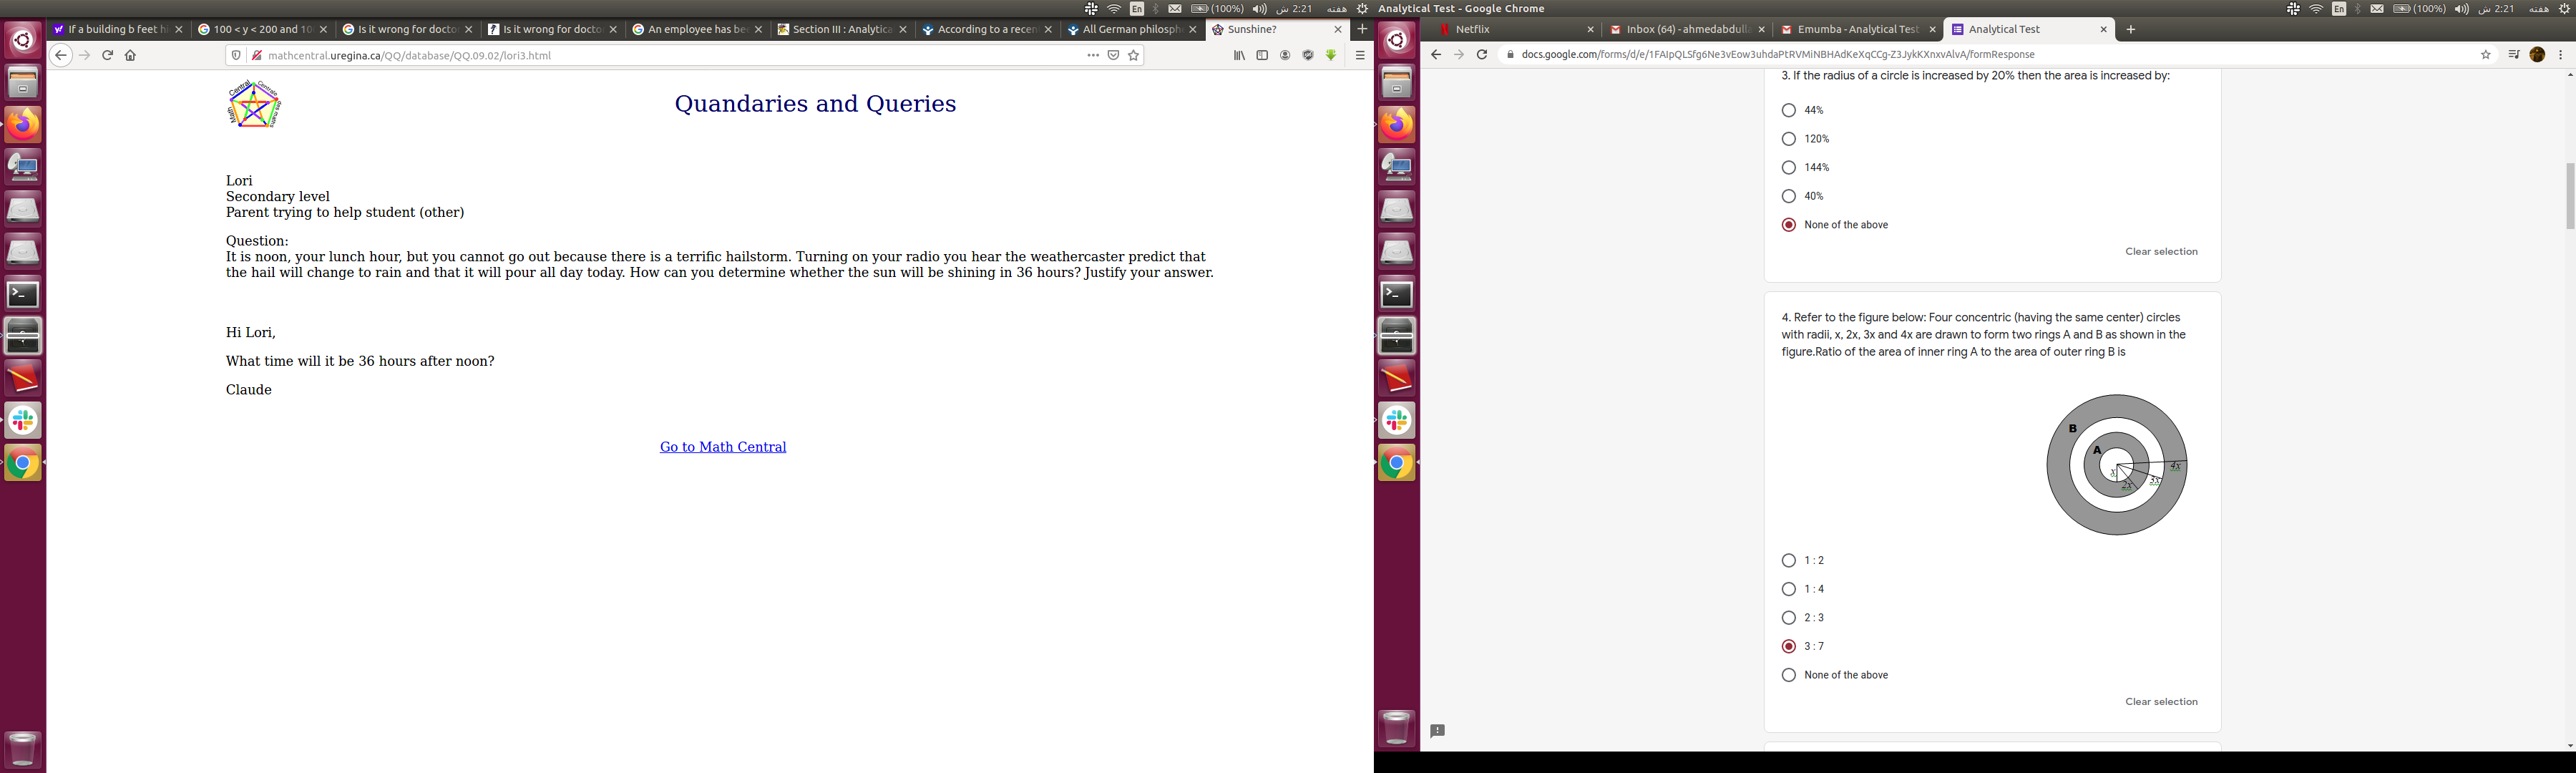 En
(100%)
2:21 ش
هفته
If a building b feet hi
100 < y < 200 and 10
Is it wrong for docto
Is it wrong for docto
An employee has bee
Section III : Analytica
According to a recen
All German philosph
Sunshine?
mathcentral.uregina.ca/QQ/database/QQ.09.02/lori3.html
Central
Centrale
Math
des maths
Quandaries and Queries
Lori
Secondary level
Parent trying to help student (other)
Question:
It is noon, your lunch hour, but you cannot go out because there is a terrific hailstorm. Turning on your radio you hear the weathercaster predict that
the hail will change to rain and that it will pour all day today. How can you determine whether the sun will be shining in 36 hours? Justify your answer.
Hi Lori,
What time will it be 36 hours after noon?
Claude
Go to Math Central
Analytical Test - Google Chrome
En
(100%)
2:21 ش
هفته
Netflix
Inbox (64) - ahmedabdull
Emumba - Analytical Test
Analytical Test
docs.google.com/forms/d/e/1FAIpQLSfg6Ne3vEow3uhdaPtRVMiNBHAdKeXqCCg-Z3JykKXnxvAlvA/formResponse
3. If the radius of a circle is increased by 20% then the area is increased by:
44%
120%
144%
40%
None of the above
Clear selection
4. Refer to the figure below: Four concentric (having the same center) circles
with radii, x, 2x, 3x and 4x are drawn to form two rings A and B as shown in the
figure.Ratio of the area of inner ring A to the area of outer ring B is
B
A
x
2x
3x
4x
1 : 2
1 : 4
2 : 3
3 : 7
None of the above
Clear selection